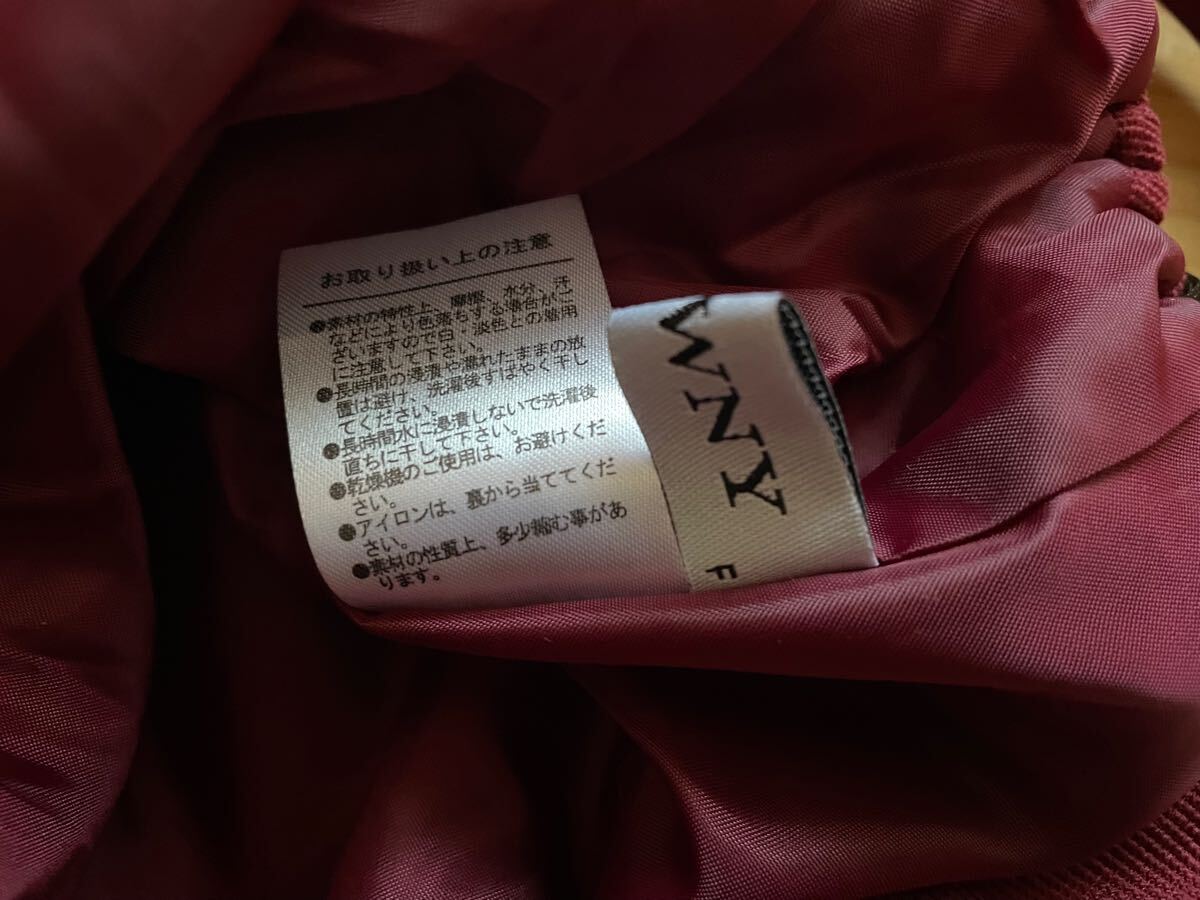 お取り扱い上の注意
●素材の特性上、摩擦、水分、汗
などにより色落ちする場合がご
ざいますので白、淡色との着用
に注意して下さい。
●長時間の浸漬や濡れたままの放
置は避け、洗濯後すばやく干し
てください。
●長時間水に浸漬しないで洗濯後
直ちに干して下さい。
●乾燥機のご使用は、お避けくだ
さい。
●アイロンは、裏から当ててくだ
さい。
●素材の性質上、多少縮む事があ
ります。
WNY
F